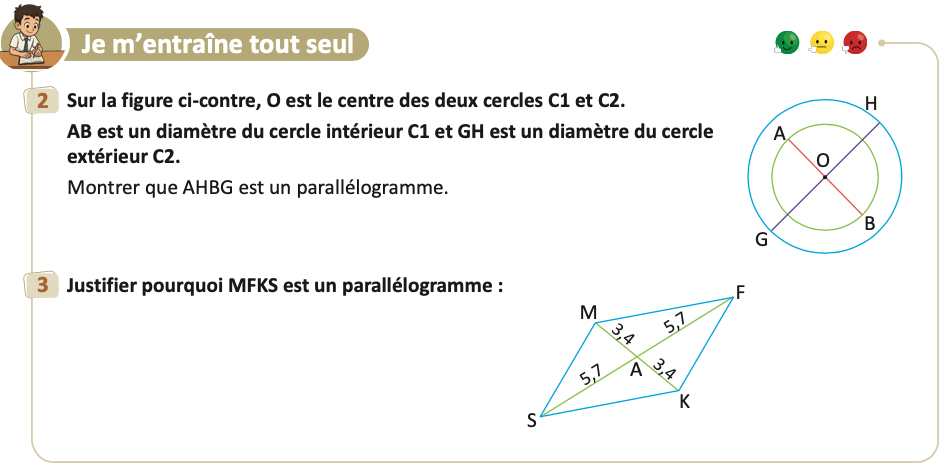 Je m’entraîne tout seul
2 Sur la figure ci-contre, O est le centre des deux cercles C1 et C2.
AB est un diamètre du cercle intérieur C1 et GH est un diamètre du cercle
extérieur C2.
Montrer que AHBG est un parallélogramme.
H
A
O
B
G
3 Justifier pourquoi MFKS est un parallélogramme :
F
M
3,4
5,7
5,7
A
3,4
K
S